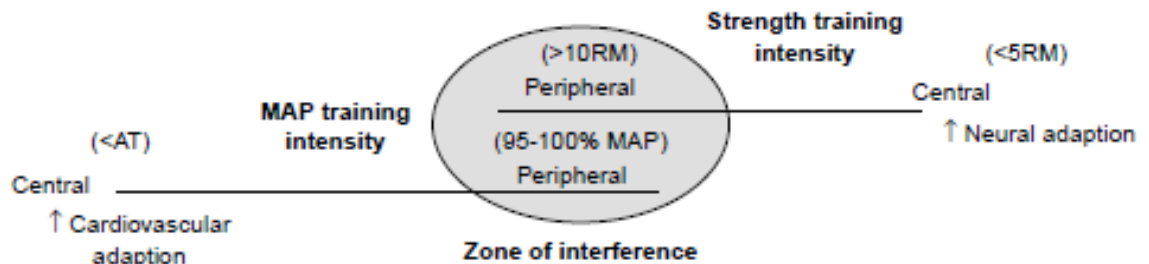 Strength training
intensity
(>10RM)
(<5RM)
Peripheral
Central
MAP training
intensity
↑ Neural adaption
(<AT)
(95-100% MAP)
Peripheral
Central
↑ Cardiovascular
adaption
Zone of interference